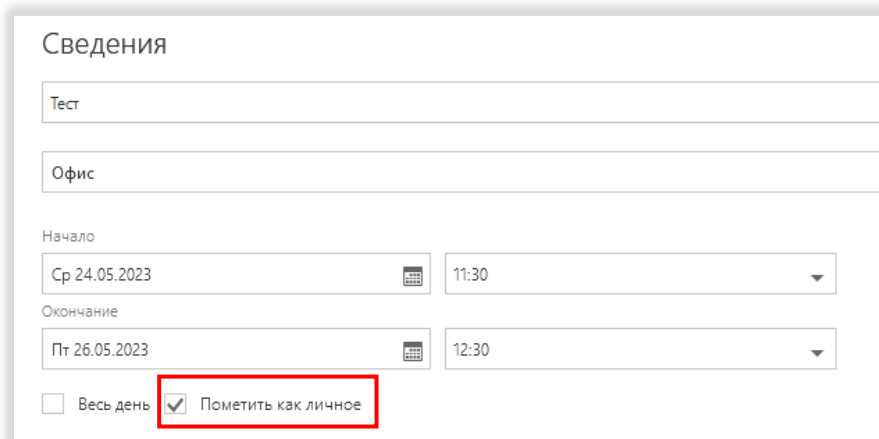 Сведения
Тест
Офис
Начало
Ср 24.05.2023 11:30
Окончание
Пт 26.05.2023 12:30
Весь день Пометить как личное